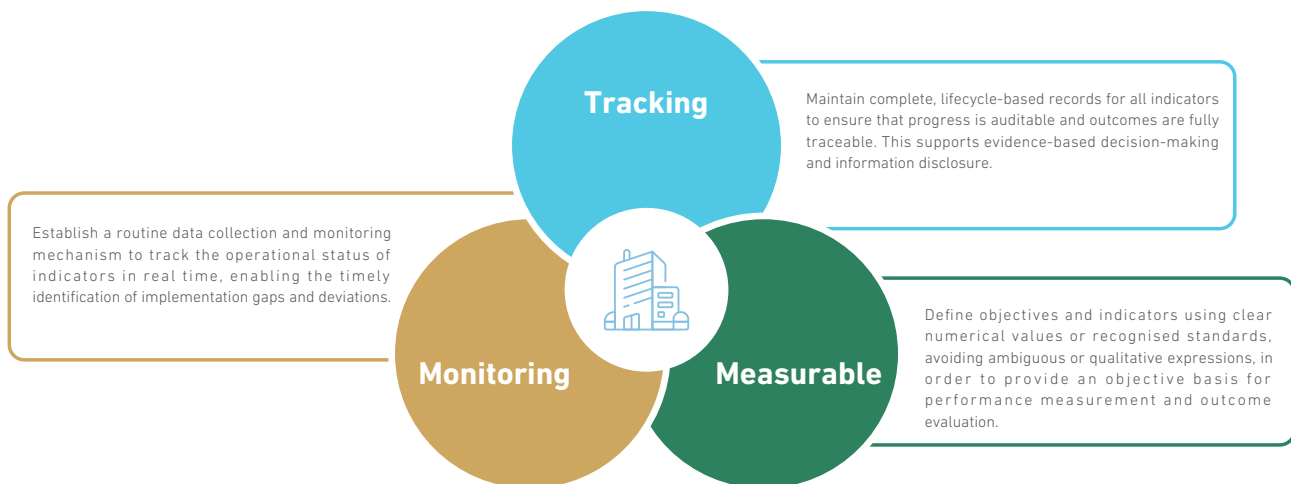 Tracking
Maintain complete, lifecycle-based records for all indicators
to ensure that progress is auditable and outcomes are fully
traceable. This supports evidence-based decision-making
and information disclosure.
Establish a routine data collection and monitoring
mechanism to track the operational status of
indicators in real time, enabling the timely
identification of implementation gaps and deviations.
Monitoring
Measurable
Define objectives and indicators using clear
numerical values or recognised standards,
avoiding ambiguous or qualitative expressions, in
order to provide an objective basis for
performance measurement and outcome
evaluation.